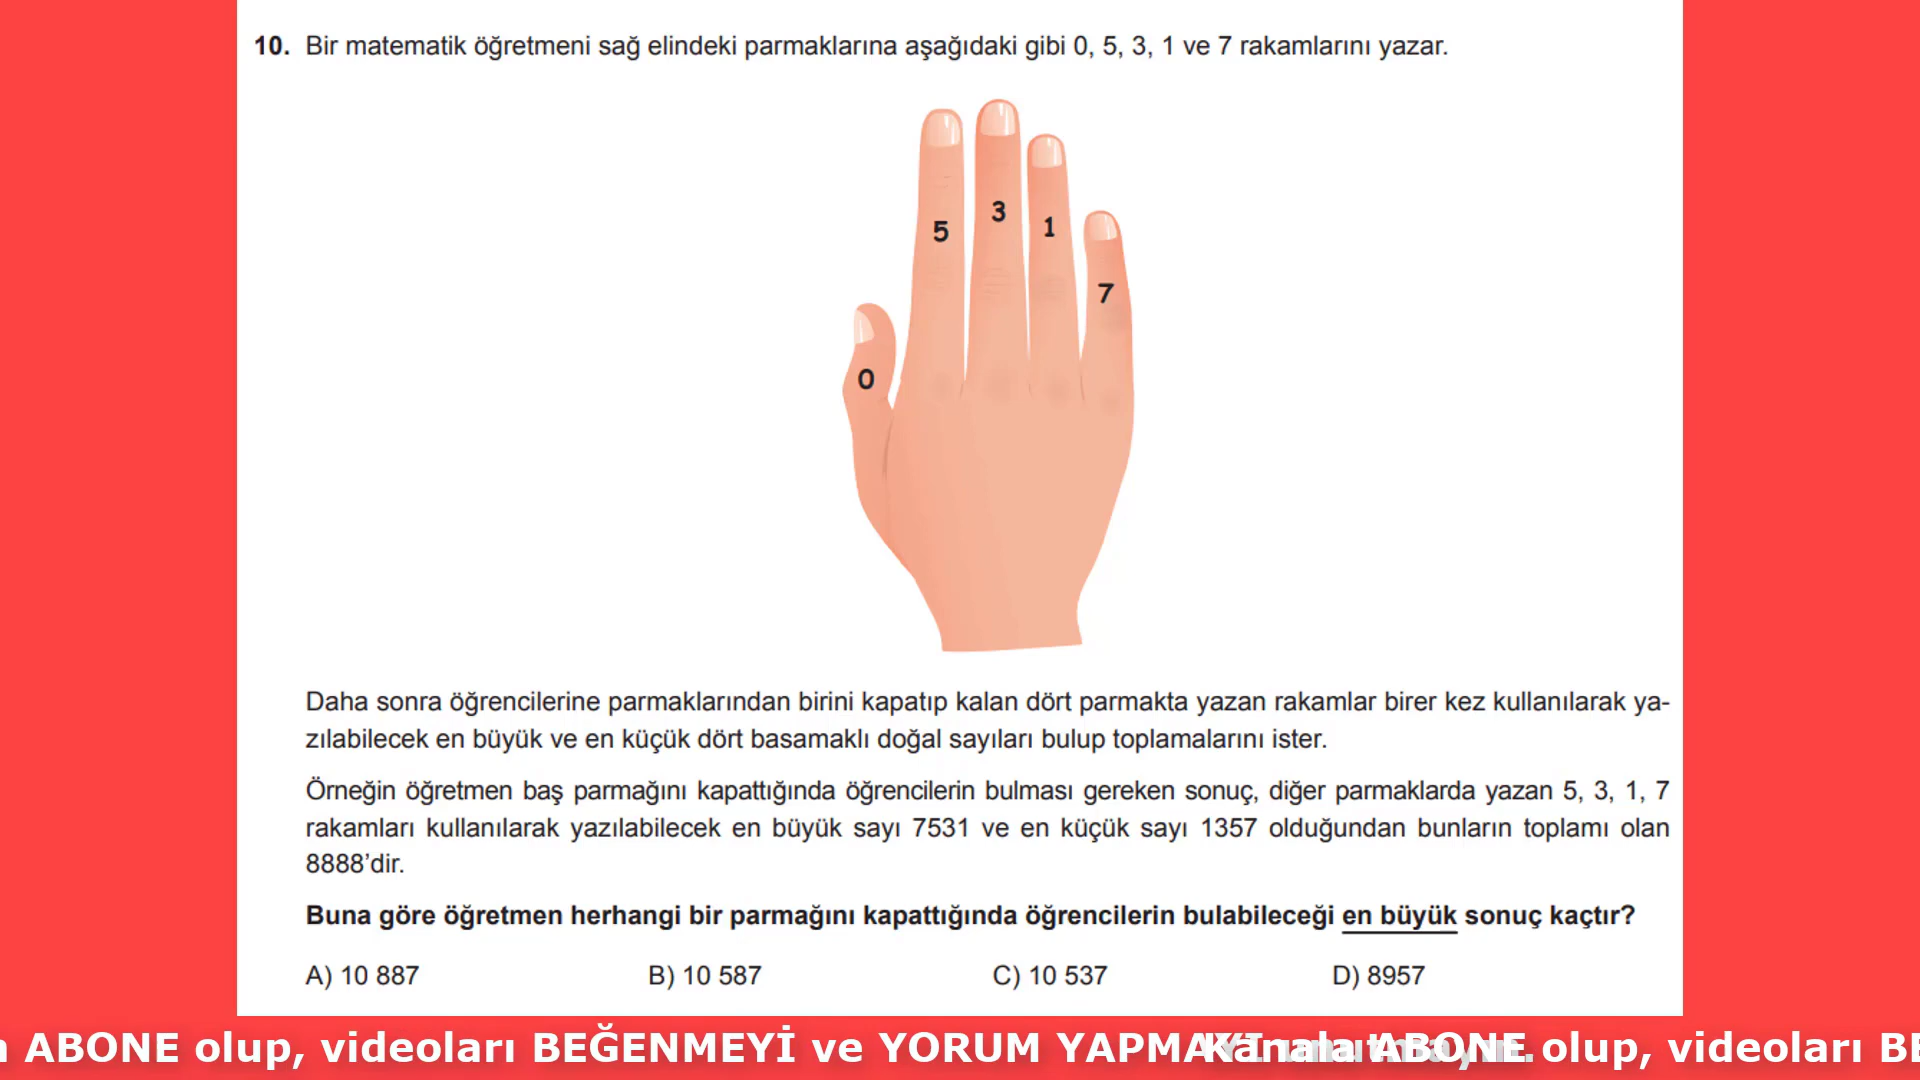 10. Bir matematik öğretmeni sağ elindeki parmaklarına aşağıdaki gibi 0, 5, 3, 1 ve 7 rakamlarını yazar.
5
3
1
7
0
Daha sonra öğrencilerine parmaklarından birini kapatıp kalan dört parmakta yazan rakamlar birer kez kullanılarak ya-
zılabilecek en büyük ve en küçük dört basamaklı doğal sayıları bulup toplamalarını ister.
Örneğin öğretmen baş parmağını kapattığında öğrencilerin bulması gereken sonuç, diğer parmaklarda yazan 5, 3, 1, 7
rakamları kullanılarak yazılabilecek en büyük sayı 7531 ve en küçük sayı 1357 olduğundan bunların toplamı olan
8888’dir.
Buna göre öğretmen herhangi bir parmağını kapattığında öğrencilerin bulabileceği en büyük sonuç kaçtır?
A) 10 887 B) 10 587 C) 10 537 D) 8957
ABONE olup, videoları BEĞENMEYİ ve YORUM YAPMAYI Kanala ABONE olup, videoları